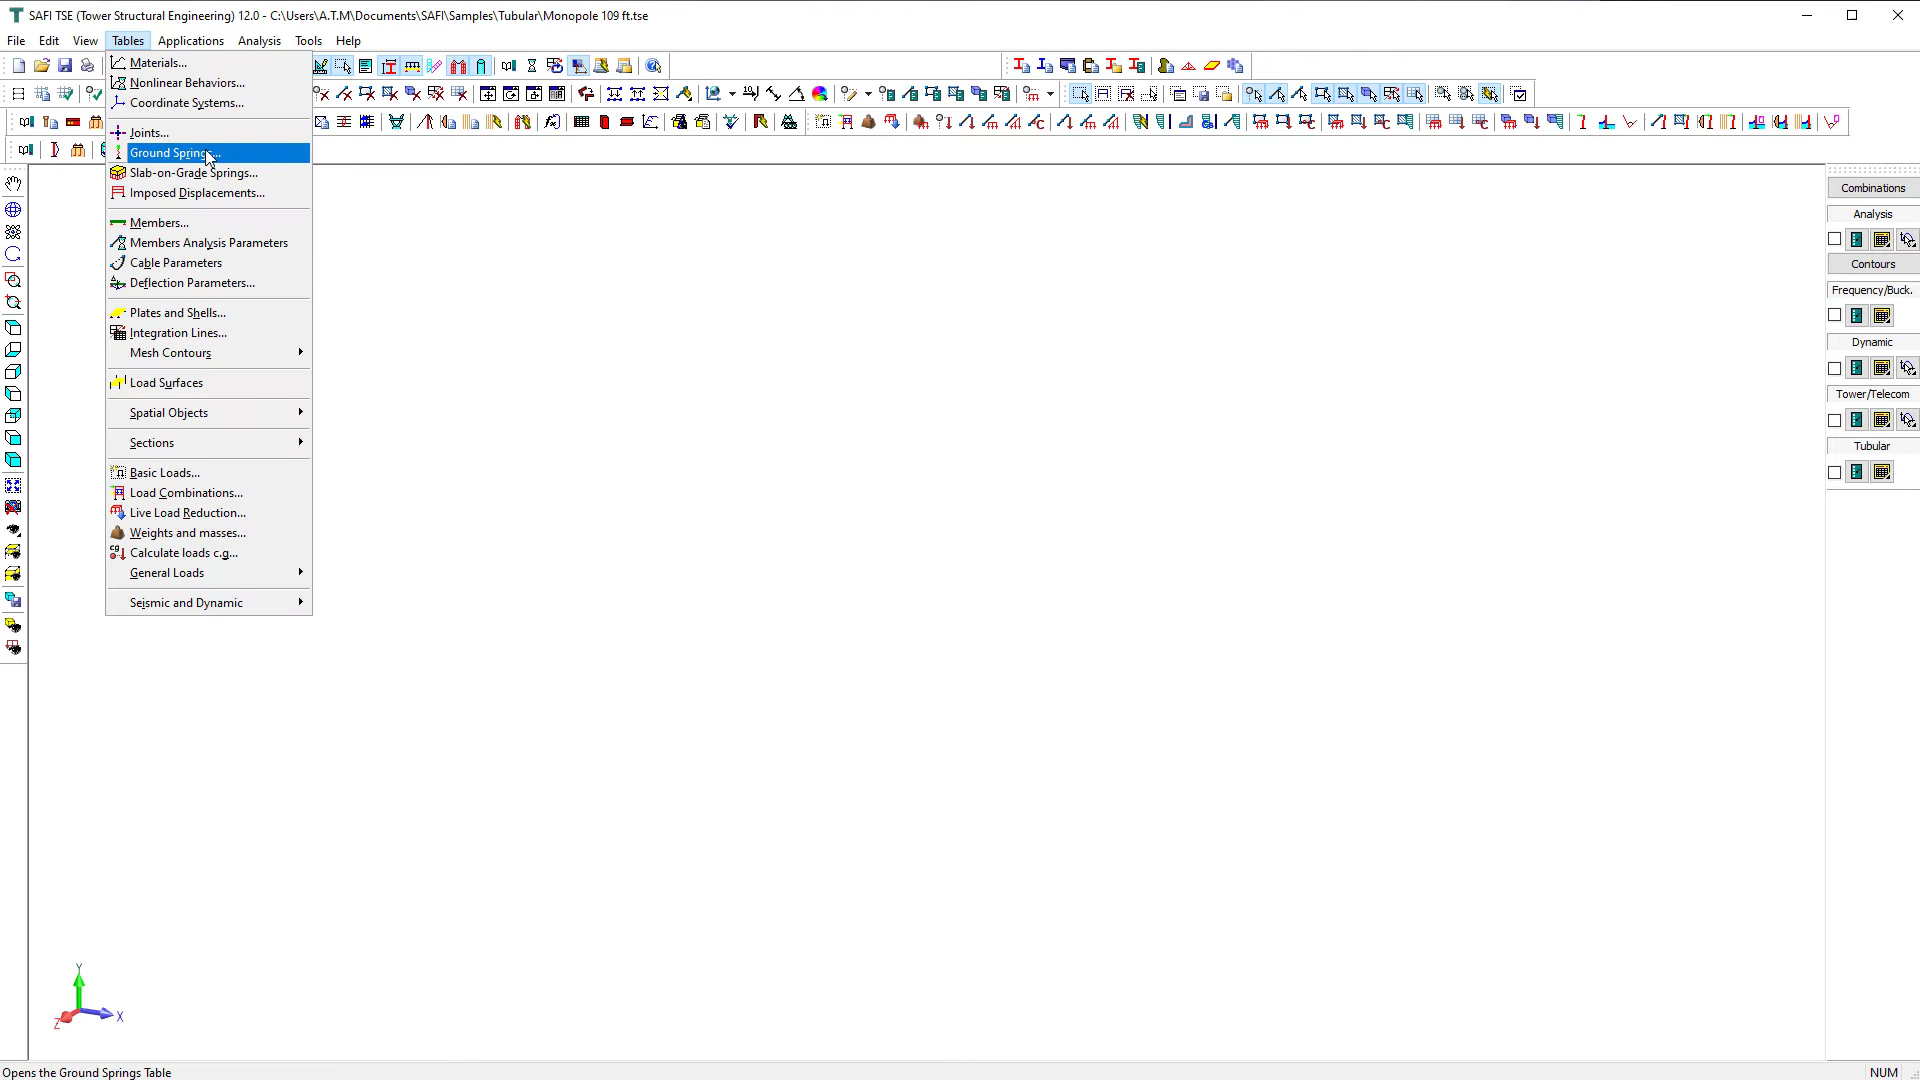 SAFI TSE (Tower Structural Engineering) 12.0 - C:\Users\A.T.M\Documents\SAFI\Samples\Tubular\Monopole 109 ft.tse
File Edit View Tables Applications Analysis Tools Help
Materials...
Nonlinear Behaviors...
Coordinate Systems...
Joints...
Ground Springs...
Slab-on-Grade Springs...
Imposed Displacements...
Members...
Members Analysis Parameters
Cable Parameters
Deflection Parameters...
Plates and Shells...
Integration Lines...
Mesh Contours
Load Surfaces
Spatial Objects
Sections
Basic Loads...
Load Combinations...
Live Load Reduction...
Weights and masses...
Calculate loads c.g...
General Loads
Seismic and Dynamic
Combinations
Analysis
Contours
Frequency/Buck.
Dynamic
Tower/Telecom
Tubular
Y
X
Z
Opens the Ground Springs Table
NUM